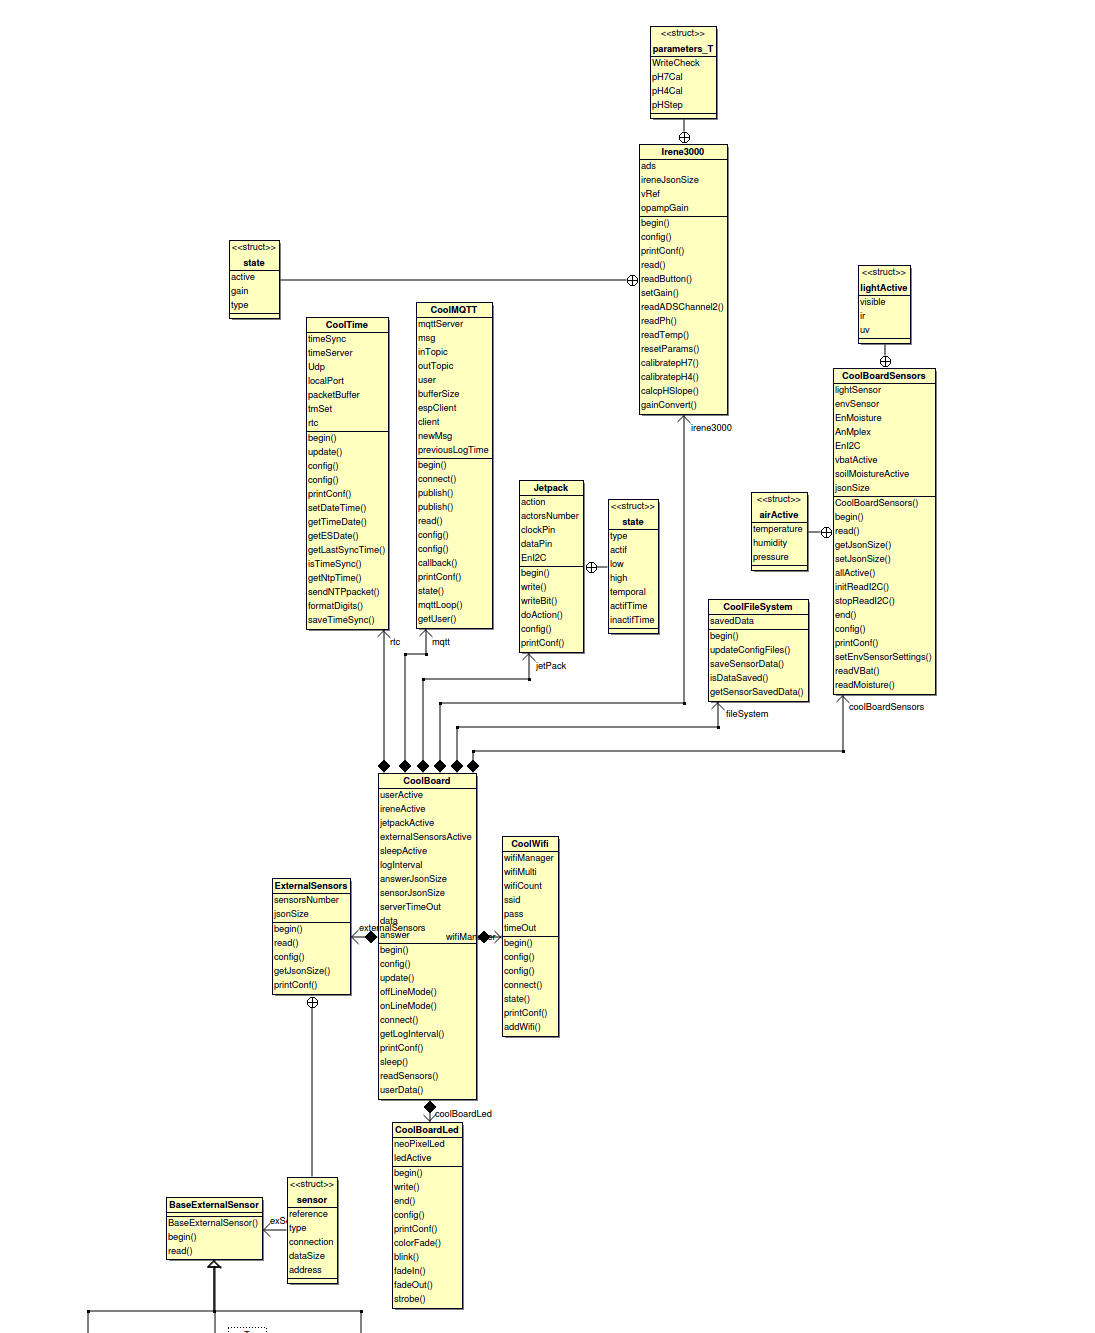 <<struct>>
parameters_T
WriteCheck
pH7Cal
pH4Cal
pHStep
Irene3000
ads
ireneJsonSize
vRef
opampGain
begin()
config()
printConf()
read()
readButton()
setGain()
readADSChannel2()
readPh()
readTemp()
resetParams()
calibratepH7()
calibratepH4()
calcpHSlope()
gainConvert()
irene3000
<<struct>>
state
active
gain
type
<<struct>>
lightActive
visible
ir
uv
CoolTime
timeSync
timeServer
Udp
localPort
packetBuffer
tmSet
rtc
begin()
update()
config()
config()
printConf()
setDateTime()
getTimeDate()
getESDate()
getLastSyncTime()
isTimeSync()
getNtpTime()
sendNTPpacket()
formatDigits()
saveTimeSync()
rtc
CoolMQTT
mqttServer
msg
inTopic
outTopic
user
bufferSize
espClient
client
newMsg
previousLogTime
begin()
connect()
publish()
publish()
read()
config()
config()
callback()
printConf()
state()
mqttLoop()
getUser()
mqtt
Jetpack
action
actorsNumber
clockPin
dataPin
EnI2C
begin()
write()
writeBit()
doAction()
config()
printConf()
jetPack
<<struct>>
state
type
actif
low
high
temporal
actifTime
inactifTime
<<struct>>
airActive
temperature
humidity
pressure
CoolBoardSensors
lightSensor
envSensor
EnMoisture
AnMplex
EnI2C
vbatActive
soilMoistureActive
jsonSize
CoolBoardSensors()
begin()
read()
getJsonSize()
setJsonSize()
allActive()
initReadI2C()
stopReadI2C()
end()
config()
printConf()
setEnvSensorSettings()
readVBat()
readMoisture()
coolBoardSensors
CoolFileSystem
savedData
begin()
updateConfigFiles()
saveSensorData()
isDataSaved()
getSensorSavedData()
fileSystem
CoolBoard
userActive
ireneActive
jetpackActive
externalSensorsActive
sleepActive
logInterval
answerJsonSize
sensorJsonSize
serverTimeOut
data
answer
begin()
config()
update()
offLineMode()
onLineMode()
connect()
getLogInterval()
printConf()
sleep()
readSensors()
userData()
externalSensors
CoolWifi
wifiManager
wifiMulti
wifiCount
ssid
pass
timeOut
begin()
config()
config()
connect()
state()
printConf()
addWifi()
ExternalSensors
sensorsNumber
jsonSize
begin()
read()
config()
getJsonSize()
printConf()
coolBoardLed
CoolBoardLed
neoPixelLed
ledActive
begin()
write()
end()
config()
printConf()
colorFade()
blink()
fadeIn()
fadeOut()
strobe()
<<struct>>
sensor
reference
type
connection
dataSize
address
BaseExternalSensor
BaseExternalSensor()
begin()
read()